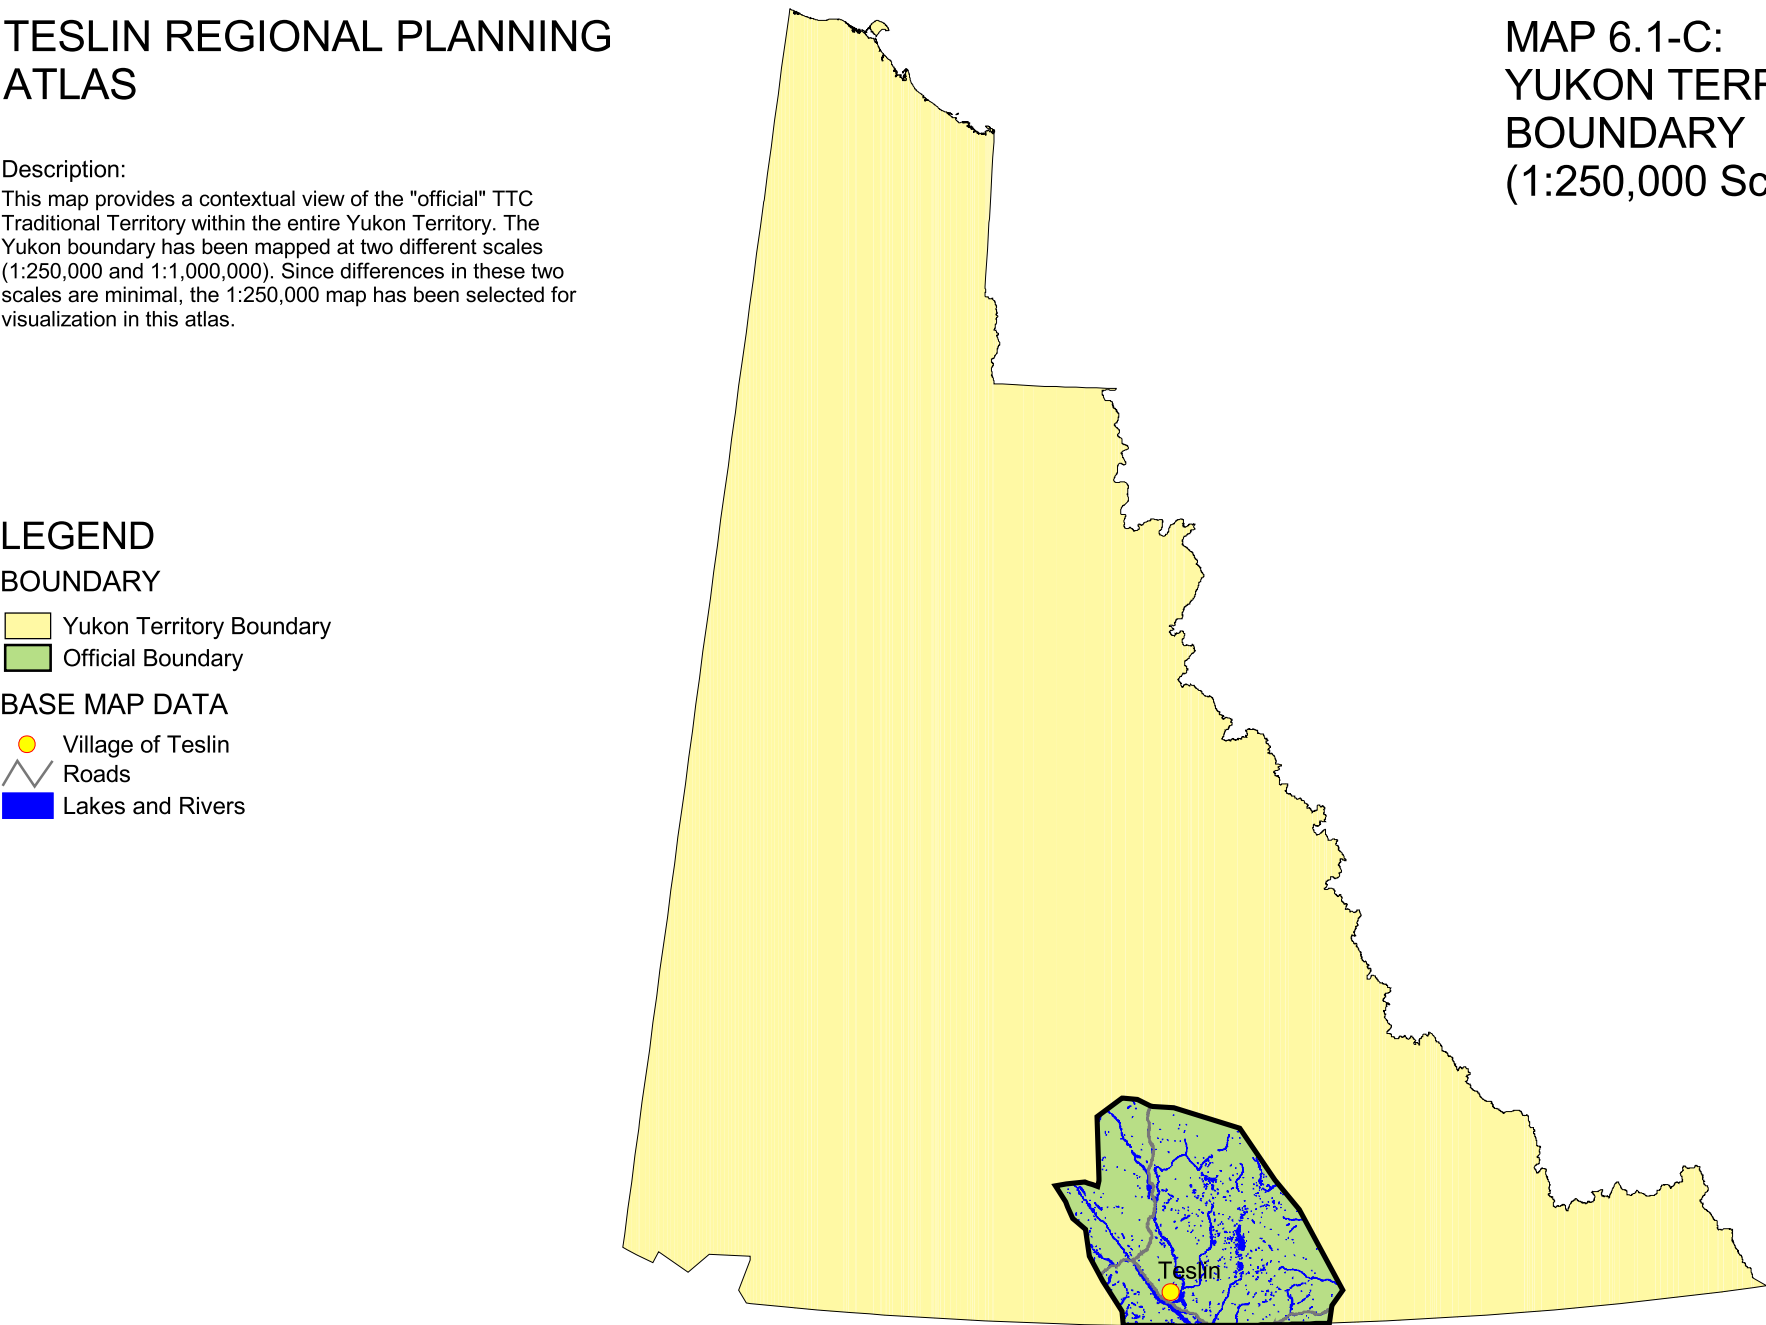 TESLIN REGIONAL PLANNING
ATLAS
MAP 6.1-C:
YUKON
BOUNDARY
(1:250,000
Description:
This map provides a contextual view of the "official" TTC
Traditional Territory within the entire Yukon Territory. The
Yukon boundary has been mapped at two different scales
(1:250,000 and 1:1,000,000). Since differences in these two
scales are minimal, the 1:250,000 map has been selected for
visualization in this atlas.
LEGEND
BOUNDARY
Yukon Territory Boundary
Official Boundary
BASE MAP DATA
Village of Teslin
Roads
Lakes and Rivers
Teslin